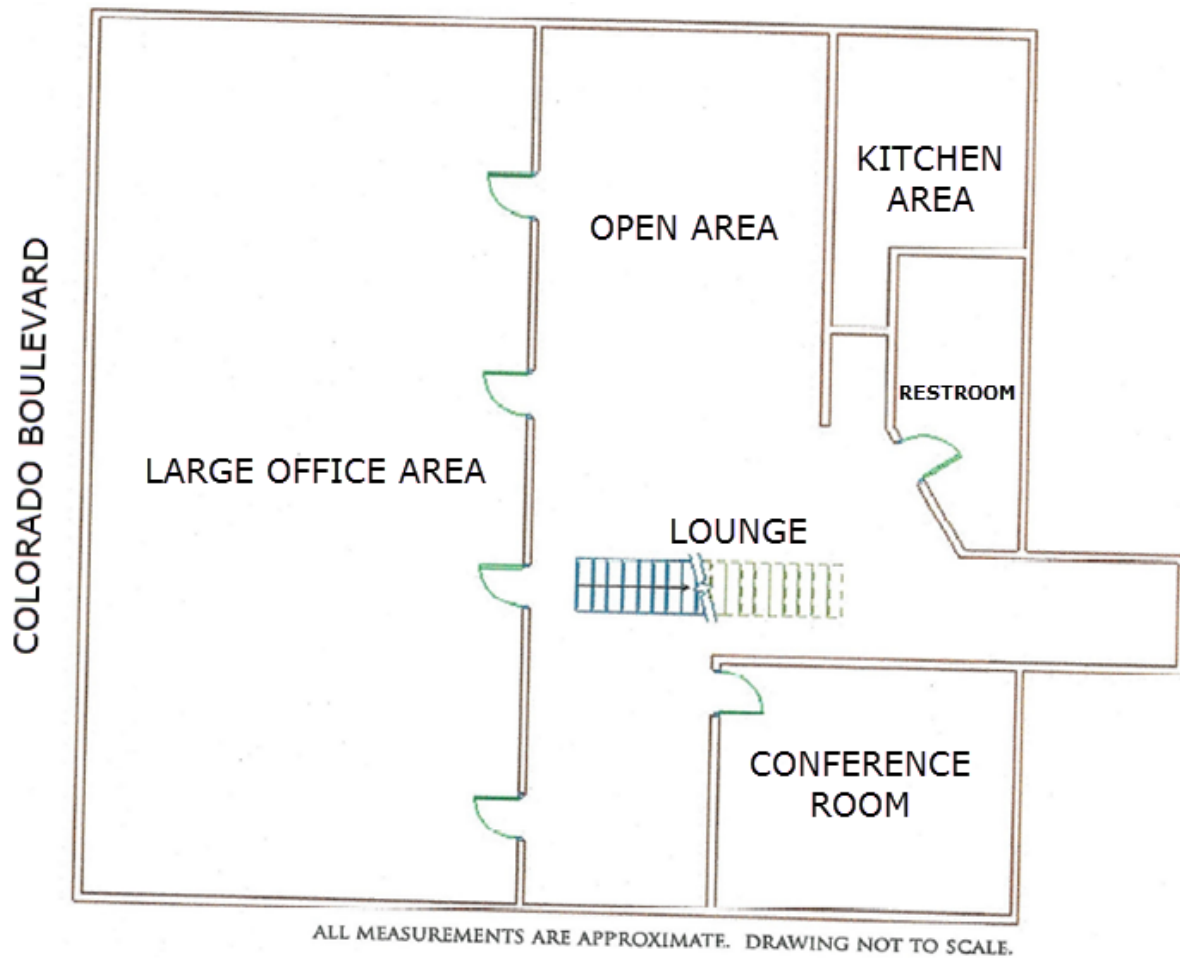 KITCHEN
AREA
OPEN AREA
COLORADO BOULEVARD
RESTROOM
LARGE OFFICE AREA
LOUNGE
CONFERENCE
ROOM
ALL MEASUREMENTS ARE APPROXIMATE. DRAWING NOT TO SCALE.